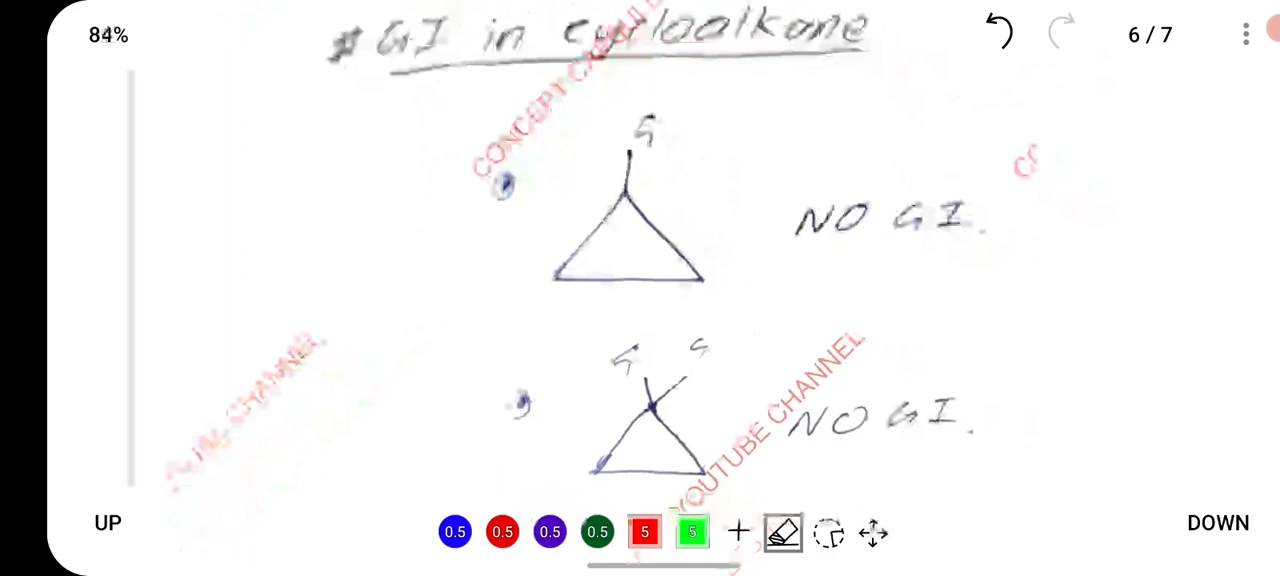 84%
6 / 7
# GI in cycloalkane
CONCEPT
G
NO GI.
G G
NO GI.
CHANNEL
YOUTUBE CHANNEL
0.5 0.5 0.5 0.5 5 5
UP
DOWN